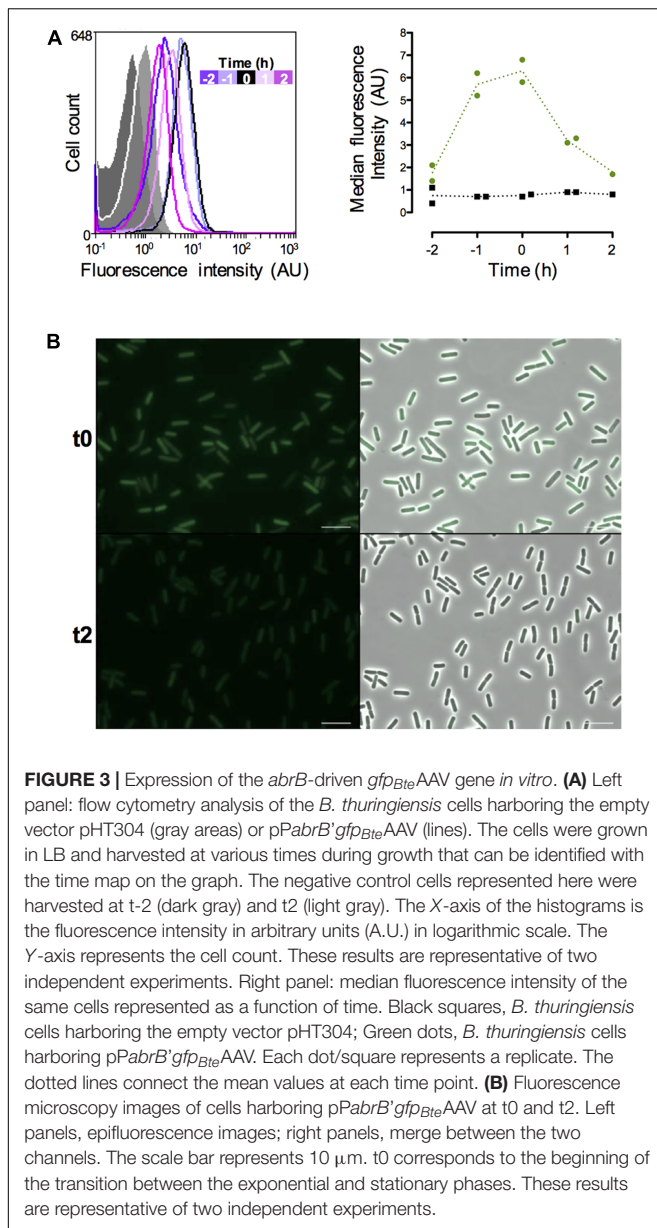 A
648
Cell count
0
Time (h)
-2 -1 0 1 2
10-1 100 101 102 103
Fluorescence intensity (AU)
Median fluorescence
Intensity (AU)
8
7
6
5
4
3
2
1
0
-2 -1 0 1 2
Time (h)
B
t0
t2
FIGURE 3 | Expression of the abrB-driven gfpBteAAV gene in vitro. (A) Left
panel: flow cytometry analysis of the B. thuringiensis cells harboring the empty
vector pHT304 (gray areas) or pPabrB'gfpBteAAV (lines). The cells were grown
in LB and harvested at various times during growth that can be identified with
the time map on the graph. The negative control cells represented here were
harvested at t-2 (dark gray) and t2 (light gray). The X-axis of the histograms is
the fluorescence intensity in arbitrary units (A.U.) in logarithmic scale. The
Y-axis represents the cell count. These results are representative of two
independent experiments. Right panel: median fluorescence intensity of the
same cells represented as a function of time. Black squares, B. thuringiensis
cells harboring the empty vector pHT304; Green dots, B. thuringiensis cells
harboring pPabrB'gfpBteAAV. Each dot/square represents a replicate. The
dotted lines connect the mean values at each time point. (B) Fluorescence
microscopy images of cells harboring pPabrB'gfpBteAAV at t0 and t2. Left
panels, epifluorescence images; right panels, merge between the two
channels. The scale bar represents 10 μm. t0 corresponds to the beginning of
the transition between the exponential and stationary phases. These results
are representative of two independent experiments.